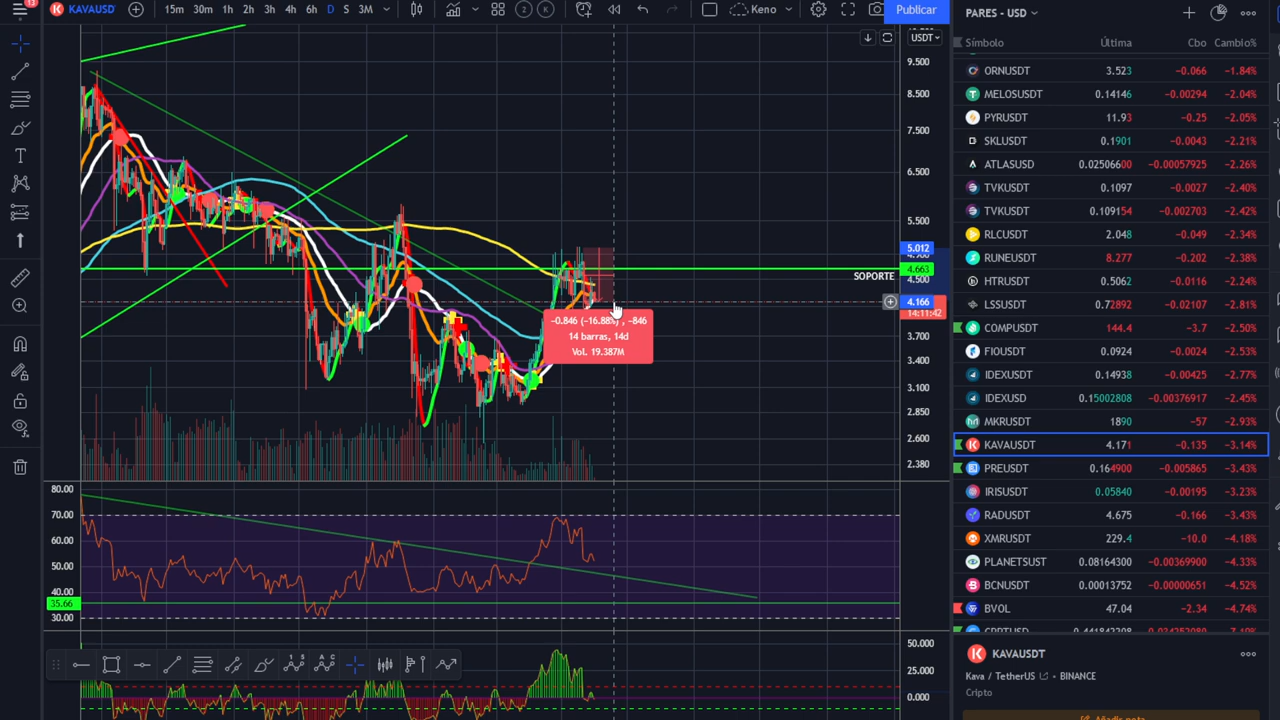 13
KAVAUSD
15m 30m 1h 2h 3h 4h 6h D S 3M
2
K
Keno
Publicar
USDT
9.500
8.500
7.500
6.500
5.500
5.012
4.663
SOPORTE
4.500
4.166
14:11:42
3.700
3.400
3.100
2.850
2.600
2.380
-0.846 (-16.88%) , -846
14 barras, 14d
Vol. 19.387M
80.00
70.00
60.00
50.00
40.00
35.66
30.00
50.000
25.000
0.000
PARES - USD
Símbolo Última Cbo Cambio%
ORNUSDT 3.523 −0.066 −1.84%
MELOSUSDT 0.14146 −0.00294 −2.04%
PYRUSDT 11.93 −0.25 −2.05%
SKLUSDT 0.1901 −0.0043 −2.21%
ATLASUSD 0.02506600 −0.00057925 −2.26%
TVKUSDT 0.1097 −0.0027 −2.40%
TVKUSDT 0.109154 −0.002703 −2.42%
RLCUSDT 2.048 −0.049 −2.34%
RUNEUSDT 8.277 −0.202 −2.38%
HTRUSDT 0.5062 −0.0116 −2.24%
LSSUSDT 0.72892 −0.02107 −2.81%
COMPUSDT 144.4 −3.7 −2.50%
FIOUSDT 0.0924 −0.0023 −2.43%
IDEXUSDT 0.14938 −0.00425 −2.77%
IDEXUSD 0.15002808 −0.00376917 −2.45%
MKRUSDT 1890 −57 −2.93%
KAVAUSDT 4.171 −0.135 −3.14%
PREUSDT 0.164900 −0.005865 −3.43%
IRISUSDT 0.05840 −0.00195 −3.23%
RADUSDT 4.675 −0.166 −3.43%
XMRUSDT 229.4 −10.0 −4.18%
PLANETSUST 0.08164300 −0.00369900 −4.33%
BCNUSDT 0.00013752 −0.00000651 −4.52%
BVOL 47.04 −2.34 −4.74%
KAVAUSDT
Kava / TetherUS • BINANCE
Cripto